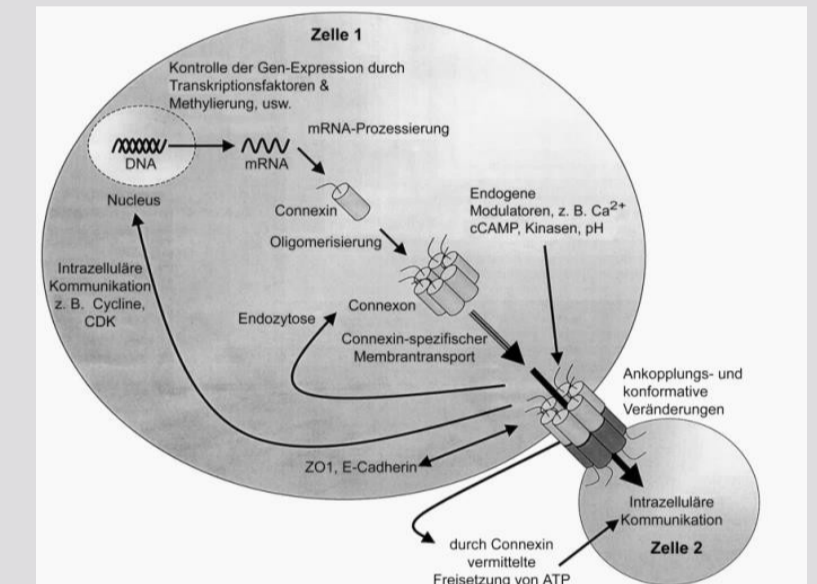 Zelle 1
Kontrolle der Gen-Expression durch
Transkriptionsfaktoren &
Methylierung, usw.
mRNA-Prozessierung
DNA
mRNA
Nucleus
Connexin
Endogene
Modulatoren, z. B. Ca2+
cCAMP, Kinasen, pH
Oligomerisierung
Intrazelluläre
Kommunikation
z. B. Cycline,
CDK
Connexon
Endozytose
Connexin-spezifischer
Membrantransport
Ankopplungs- und
konformative
Veränderungen
ZO1, E-Cadherin
Intrazelluläre
Kommunikation
Zelle 2
durch Connexin
vermittelte
Freisetzung von ATP